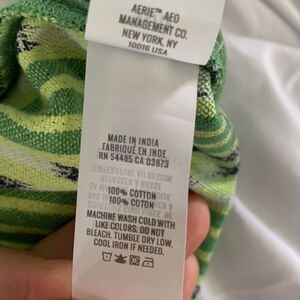 AERIE™ AEO
MANAGEMENT CO.
NEW YORK, NY
10016 USA
MADE IN INDIA
FABRIQUÉ EN INDE
RN 54485 CA 03873
100% COTTON
100% COTON
MACHINE WASH COLD WITH
LIKE COLORS. DO NOT
BLEACH. TUMBLE DRY LOW.
COOL IRON IF NEEDED.